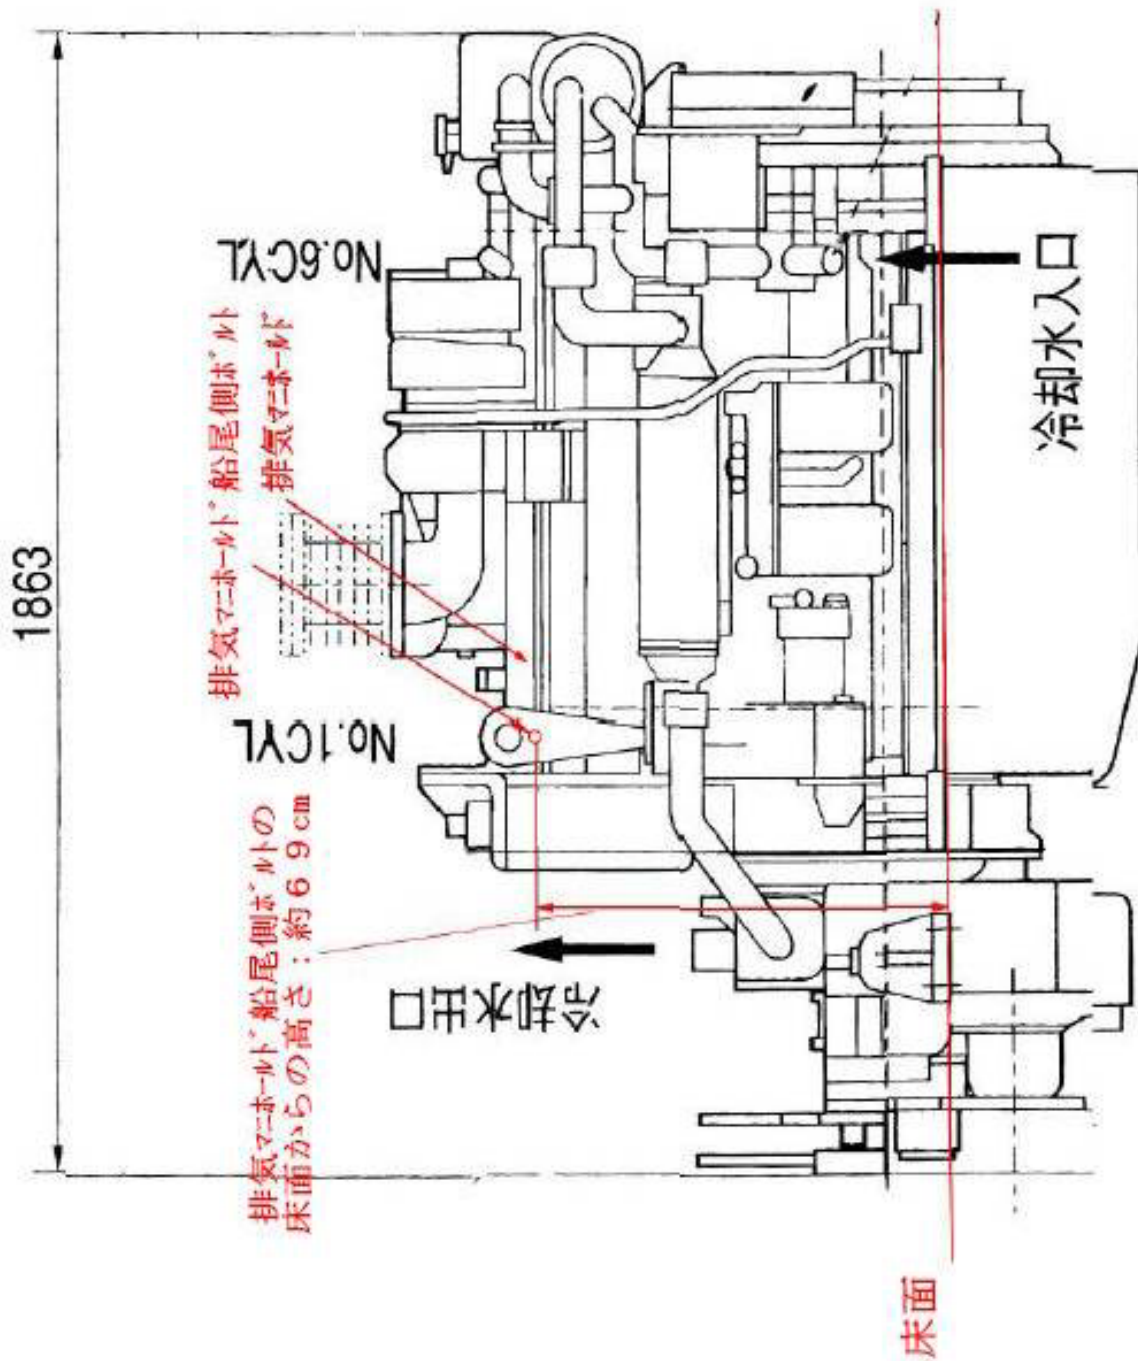 1863
No.6CYL
排気マニホールド船尾側ボルト
排気マニホールド
No.1CYL
排気マニホールド船尾側ボルトの
床面からの高さ：約69cm
冷却水入口
冷却水出口
床面